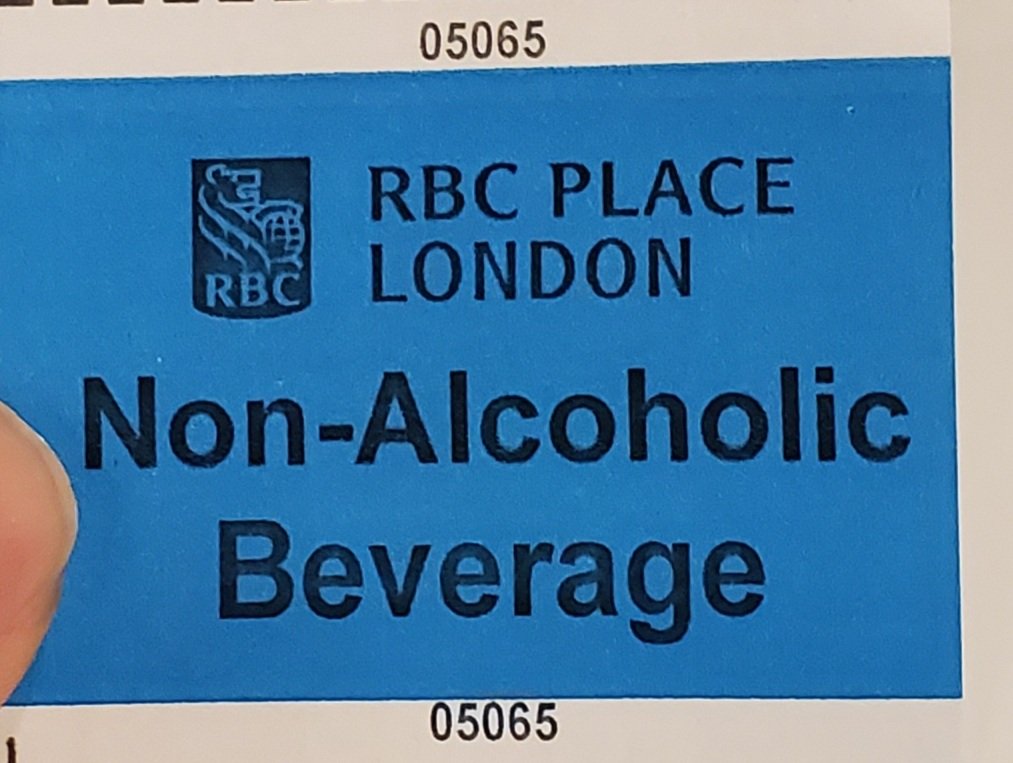 05065
RBC
RBC PLACE
LONDON
Non-Alcoholic
Beverage
05065